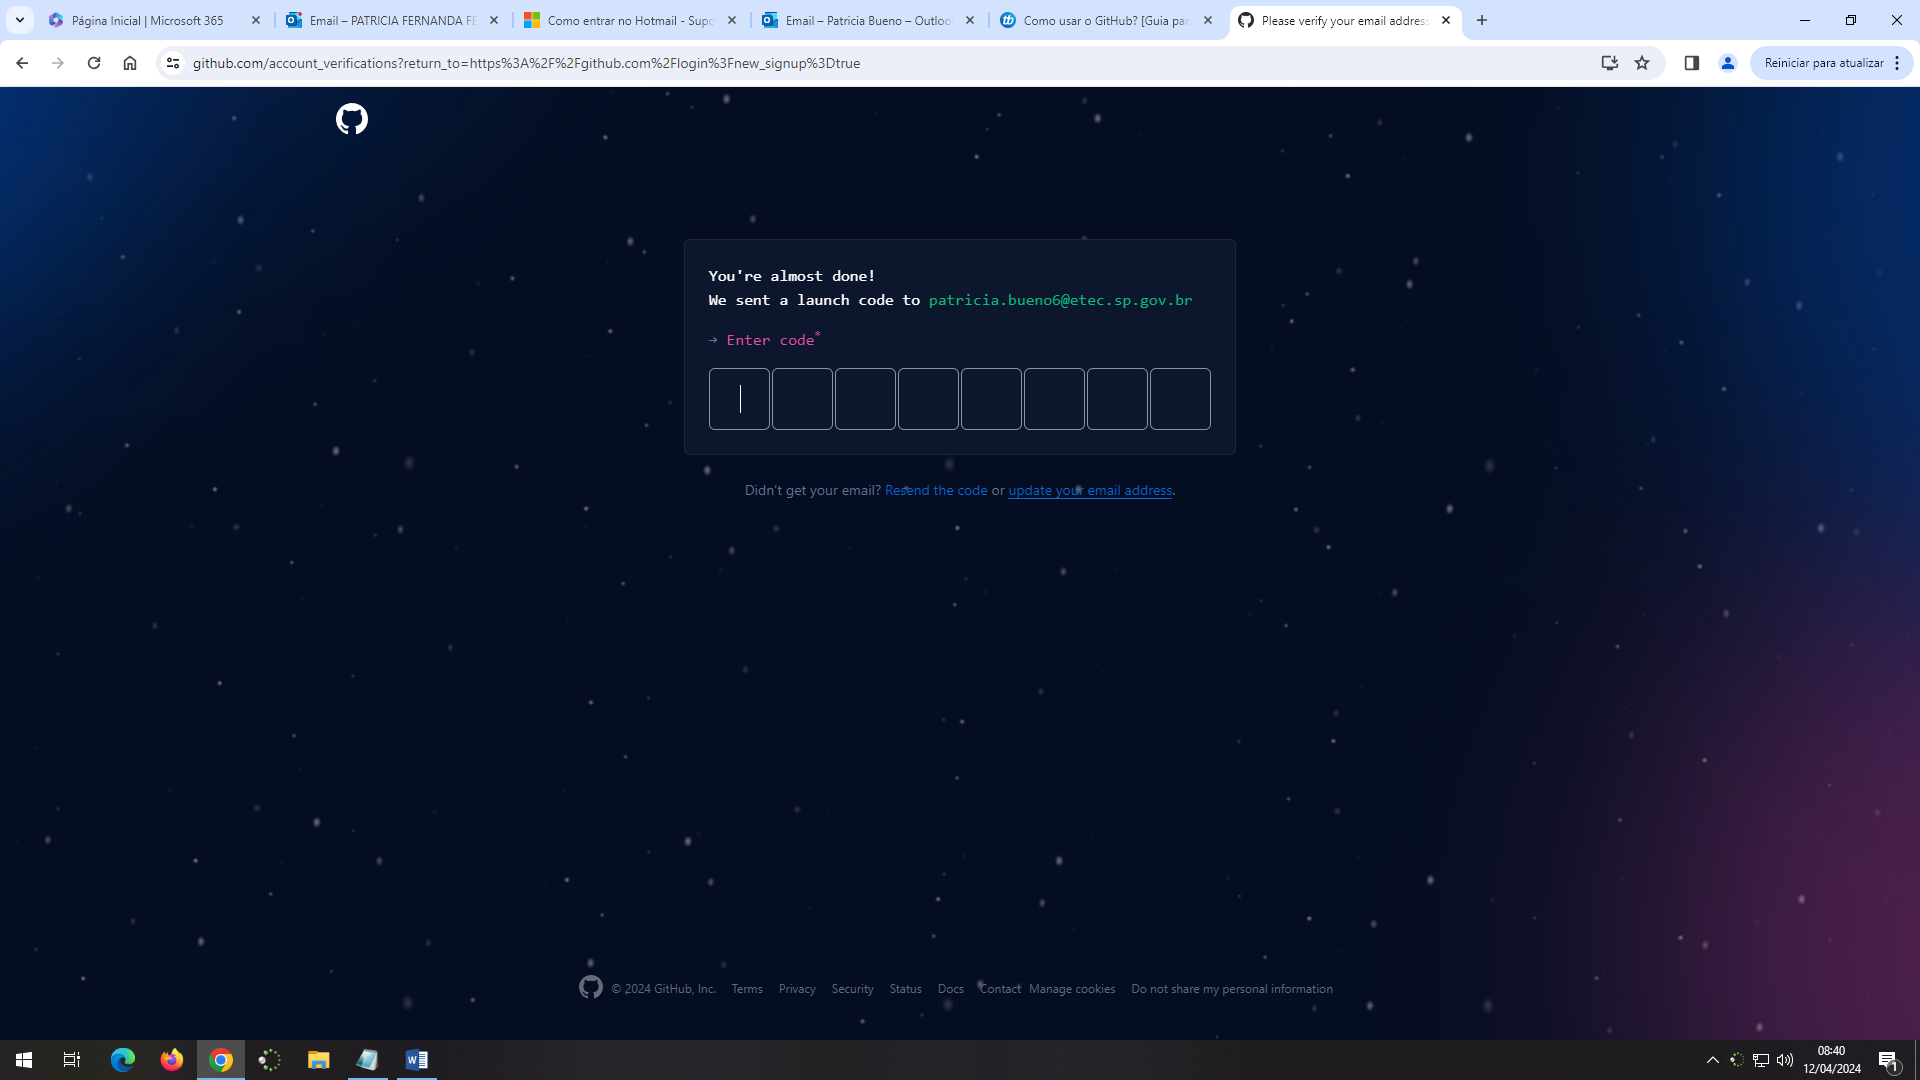 Página Inicial | Microsoft 365
Email – PATRICIA FERNANDA FE
Como entrar no Hotmail - Supo
Email – Patricia Bueno – Outloo
Como usar o GitHub? [Guia par
Please verify your email address
github.com/account_verifications?return_to=https%3A%2F%2Fgithub.com%2Flogin%3Fnew_signup%3Dtrue
Reiniciar para atualizar
You're almost done!
We sent a launch code to patricia.bueno6@etec.sp.gov.br
→ Enter code*
Didn't get your email? Resend the code or update your email address.
© 2024 GitHub, Inc. Terms Privacy Security Status Docs Contact Manage cookies Do not share my personal information
08:40
12/04/2024
1